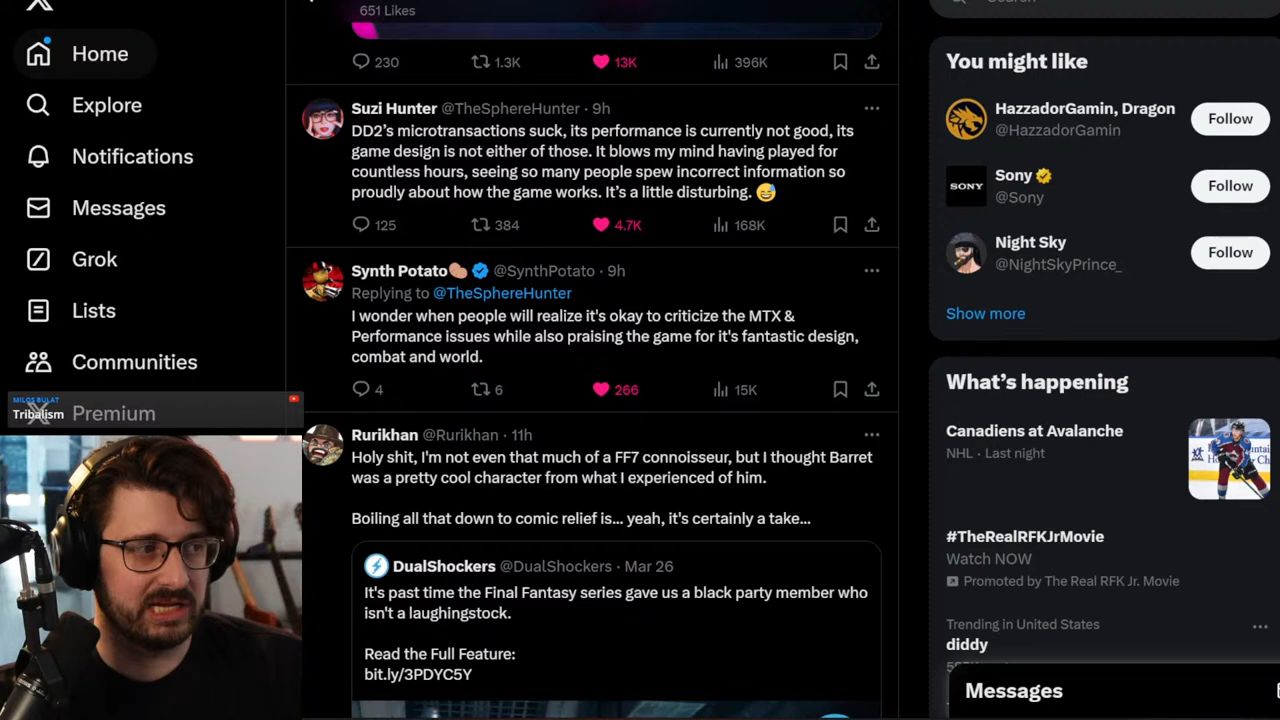 651 Likes
230
1.3K
13K
396K
Home
Explore
Notifications
Messages
Grok
Lists
Communities
Premium
MILOS BULAT
Tribalism
Suzi Hunter @TheSphereHunter · 9h
DD2’s microtransactions suck, its performance is currently not good, its
game design is not either of those. It blows my mind having played for
countless hours, seeing so many people spew incorrect information so
proudly about how the game works. It’s a little disturbing. 😅
125
384
4.7K
168K
Synth Potato🥔 @SynthPotato · 9h
Replying to @TheSphereHunter
I wonder when people will realize it's okay to criticize the MTX &
Performance issues while also praising the game for it's fantastic design,
combat and world.
4
6
266
15K
Rurikhan @Rurikhan · 11h
Holy shit, I'm not even that much of a FF7 connoisseur, but I thought Barret
was a pretty cool character from what I experienced of him.
Boiling all that down to comic relief is... yeah, it's certainly a take...
DualShockers @DualShockers · Mar 26
It's past time the Final Fantasy series gave us a black party member who
isn't a laughingstock.
Read the Full Feature:
bit.ly/3PDYC5Y
Search
You might like
HazzadorGamin, Dragon
@HazzadorGamin
Follow
SONY
Sony
@Sony
Follow
Night Sky
@NightSkyPrince_
Follow
Show more
What’s happening
Canadiens at Avalanche
NHL · Last night
#TheRealRFKJrMovie
Watch NOW
Promoted by The Real RFK Jr. Movie
Trending in United States
diddy
Messages